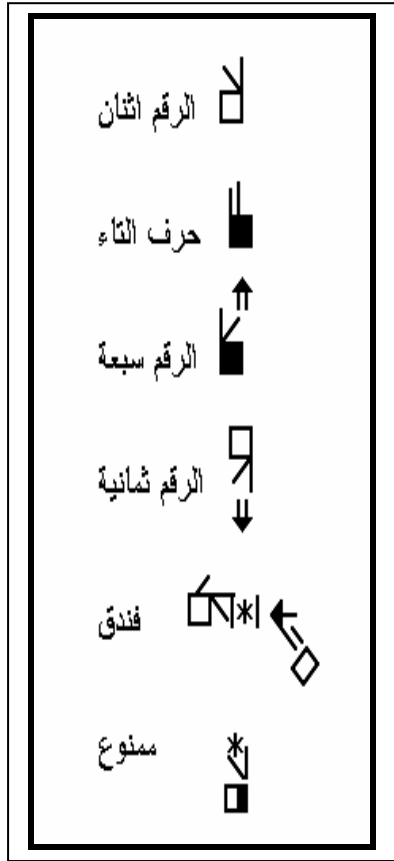 الرقم اثنان
حرف التاء
الرقم سبعة
الرقم ثمانية
فندق
ممنوع